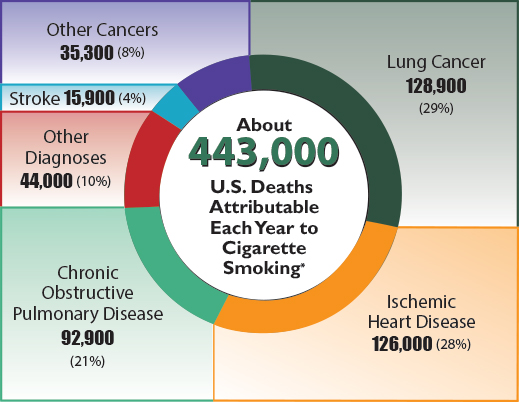 Other Cancers
35,300 (8%)
Stroke 15,900 (4%)
Other
Diagnoses
44,000 (10%)
Chronic
Obstructive
Pulmonary Disease
92,900
(21%)
Lung Cancer
128,900
(29%)
Ischemic
Heart Disease
126,000 (28%)
About
443,000
U.S. Deaths
Attributable
Each Year to
Cigarette
Smoking*